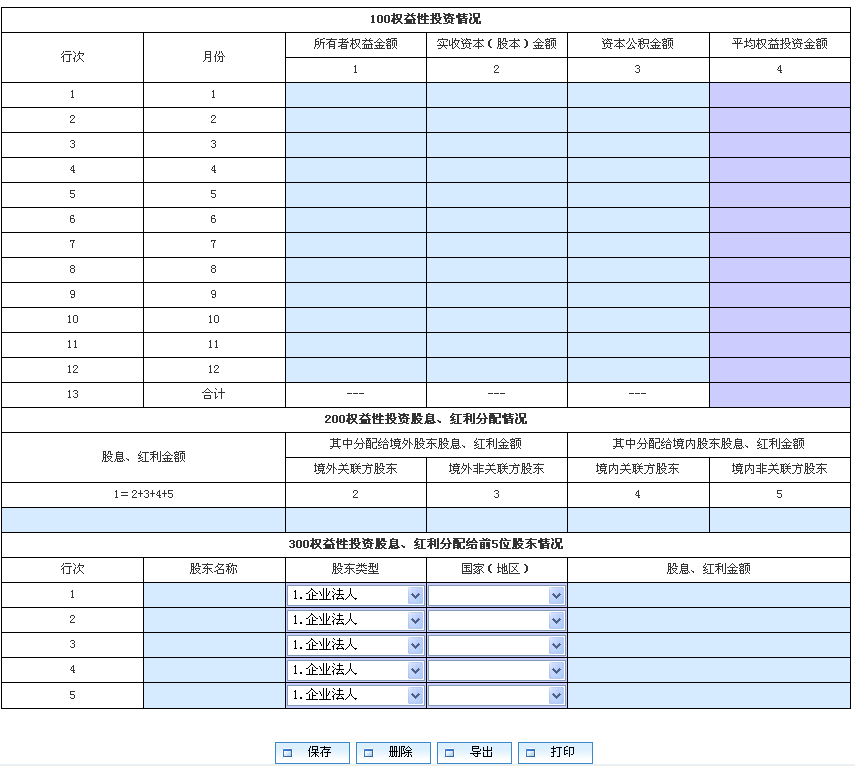 100权益性投资情况
行次 月份 所有者权益金额 实收资本（股本）金额 资本公积金额 平均权益投资金额
1 2 3 4
1 1
2 2
3 3
4 4
5 5
6 6
7 7
8 8
9 9
10 10
11 11
12 12
13 合计 --- --- ---
200权益性投资股息、红利分配情况
股息、红利金额 其中分配给境外股东股息、红利金额 其中分配给境内股东股息、红利金额
境外关联方股东 境外非关联方股东 境内关联方股东 境内非关联方股东
1＝2+3+4+5 2 3 4 5
300权益性投资股息、红利分配给前5位股东情况
行次 股东名称 股东类型 国家（地区） 股息、红利金额
1 1.企业法人
2 1.企业法人
3 1.企业法人
4 1.企业法人
5 1.企业法人
保存 删除 导出 打印